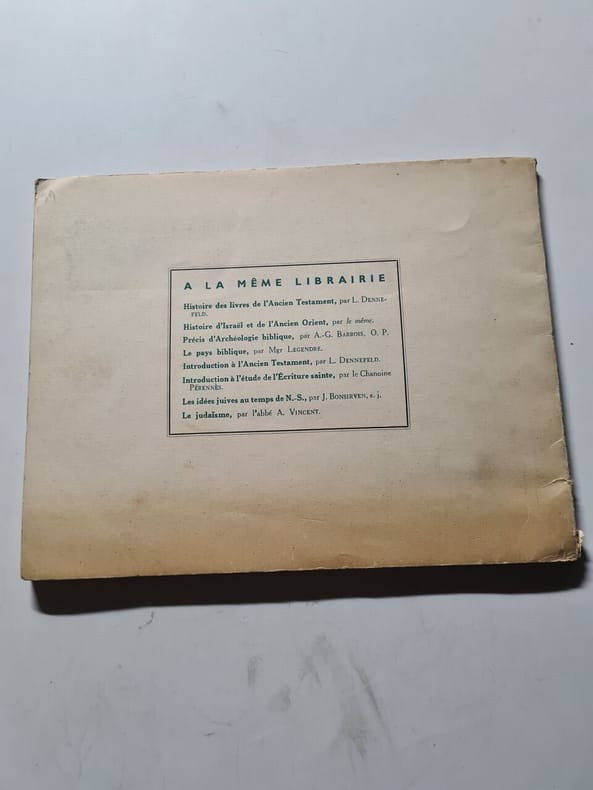 A LA MÊME LIBRAIRIE
Histoire des livres de l'Ancien Testament, par L. DENNE-
FELD.
Histoire d'Israël et de l'Ancien Orient, par le même.
Précis d'Archéologie biblique, par A.-G. BARROIS, O. P.
Le pays biblique, par Mgr LEGENDRE.
Introduction à l'Ancien Testament, par L. DENNEFELD.
Introduction à l'étude de l'Écriture sainte, par le Chanoine
PÉRENNÈS.
Les idées juives au temps de N.-S., par J. BONSIRVEN, s. j.
Le judaïsme, par l'abbé A. VINCENT.